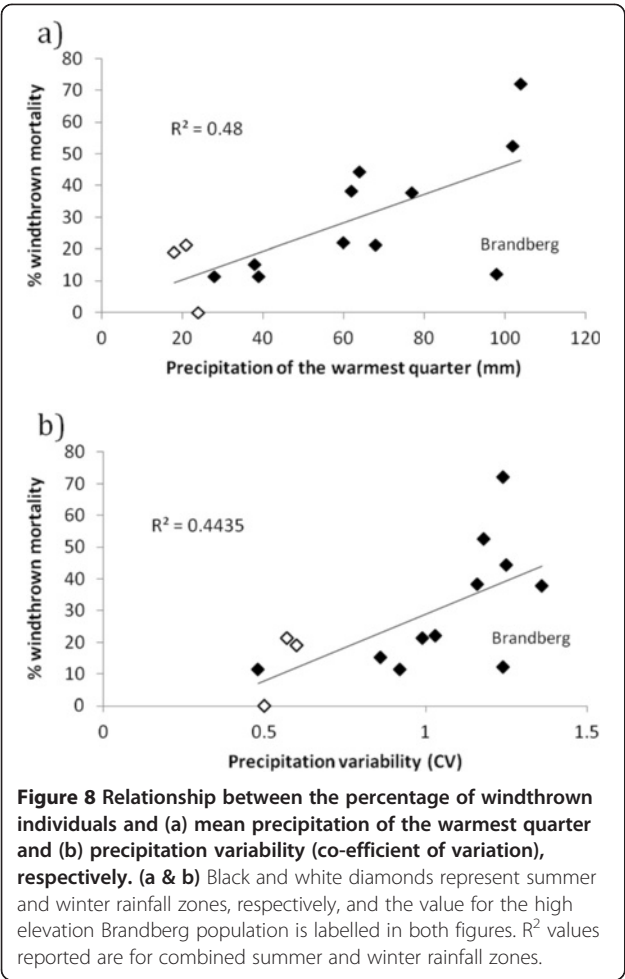 a)
80
70
60
50
40
30
20
10
0
% windthrown mortality
R² = 0.48
Brandberg
0 20 40 60 80 100 120
Precipitation of the warmest quarter (mm)
b)
80
70
60
50
40
30
20
10
0
% windthrown mortality
R² = 0.4435
Brandberg
0 0.5 1 1.5
Precipitation variability (CV)
Figure 8 Relationship between the percentage of windthrown
individuals and (a) mean precipitation of the warmest quarter
and (b) precipitation variability (co-efficient of variation),
respectively. (a & b) Black and white diamonds represent summer
and winter rainfall zones, respectively, and the value for the high
elevation Brandberg population is labelled in both figures. R² values
reported are for combined summer and winter rainfall zones.